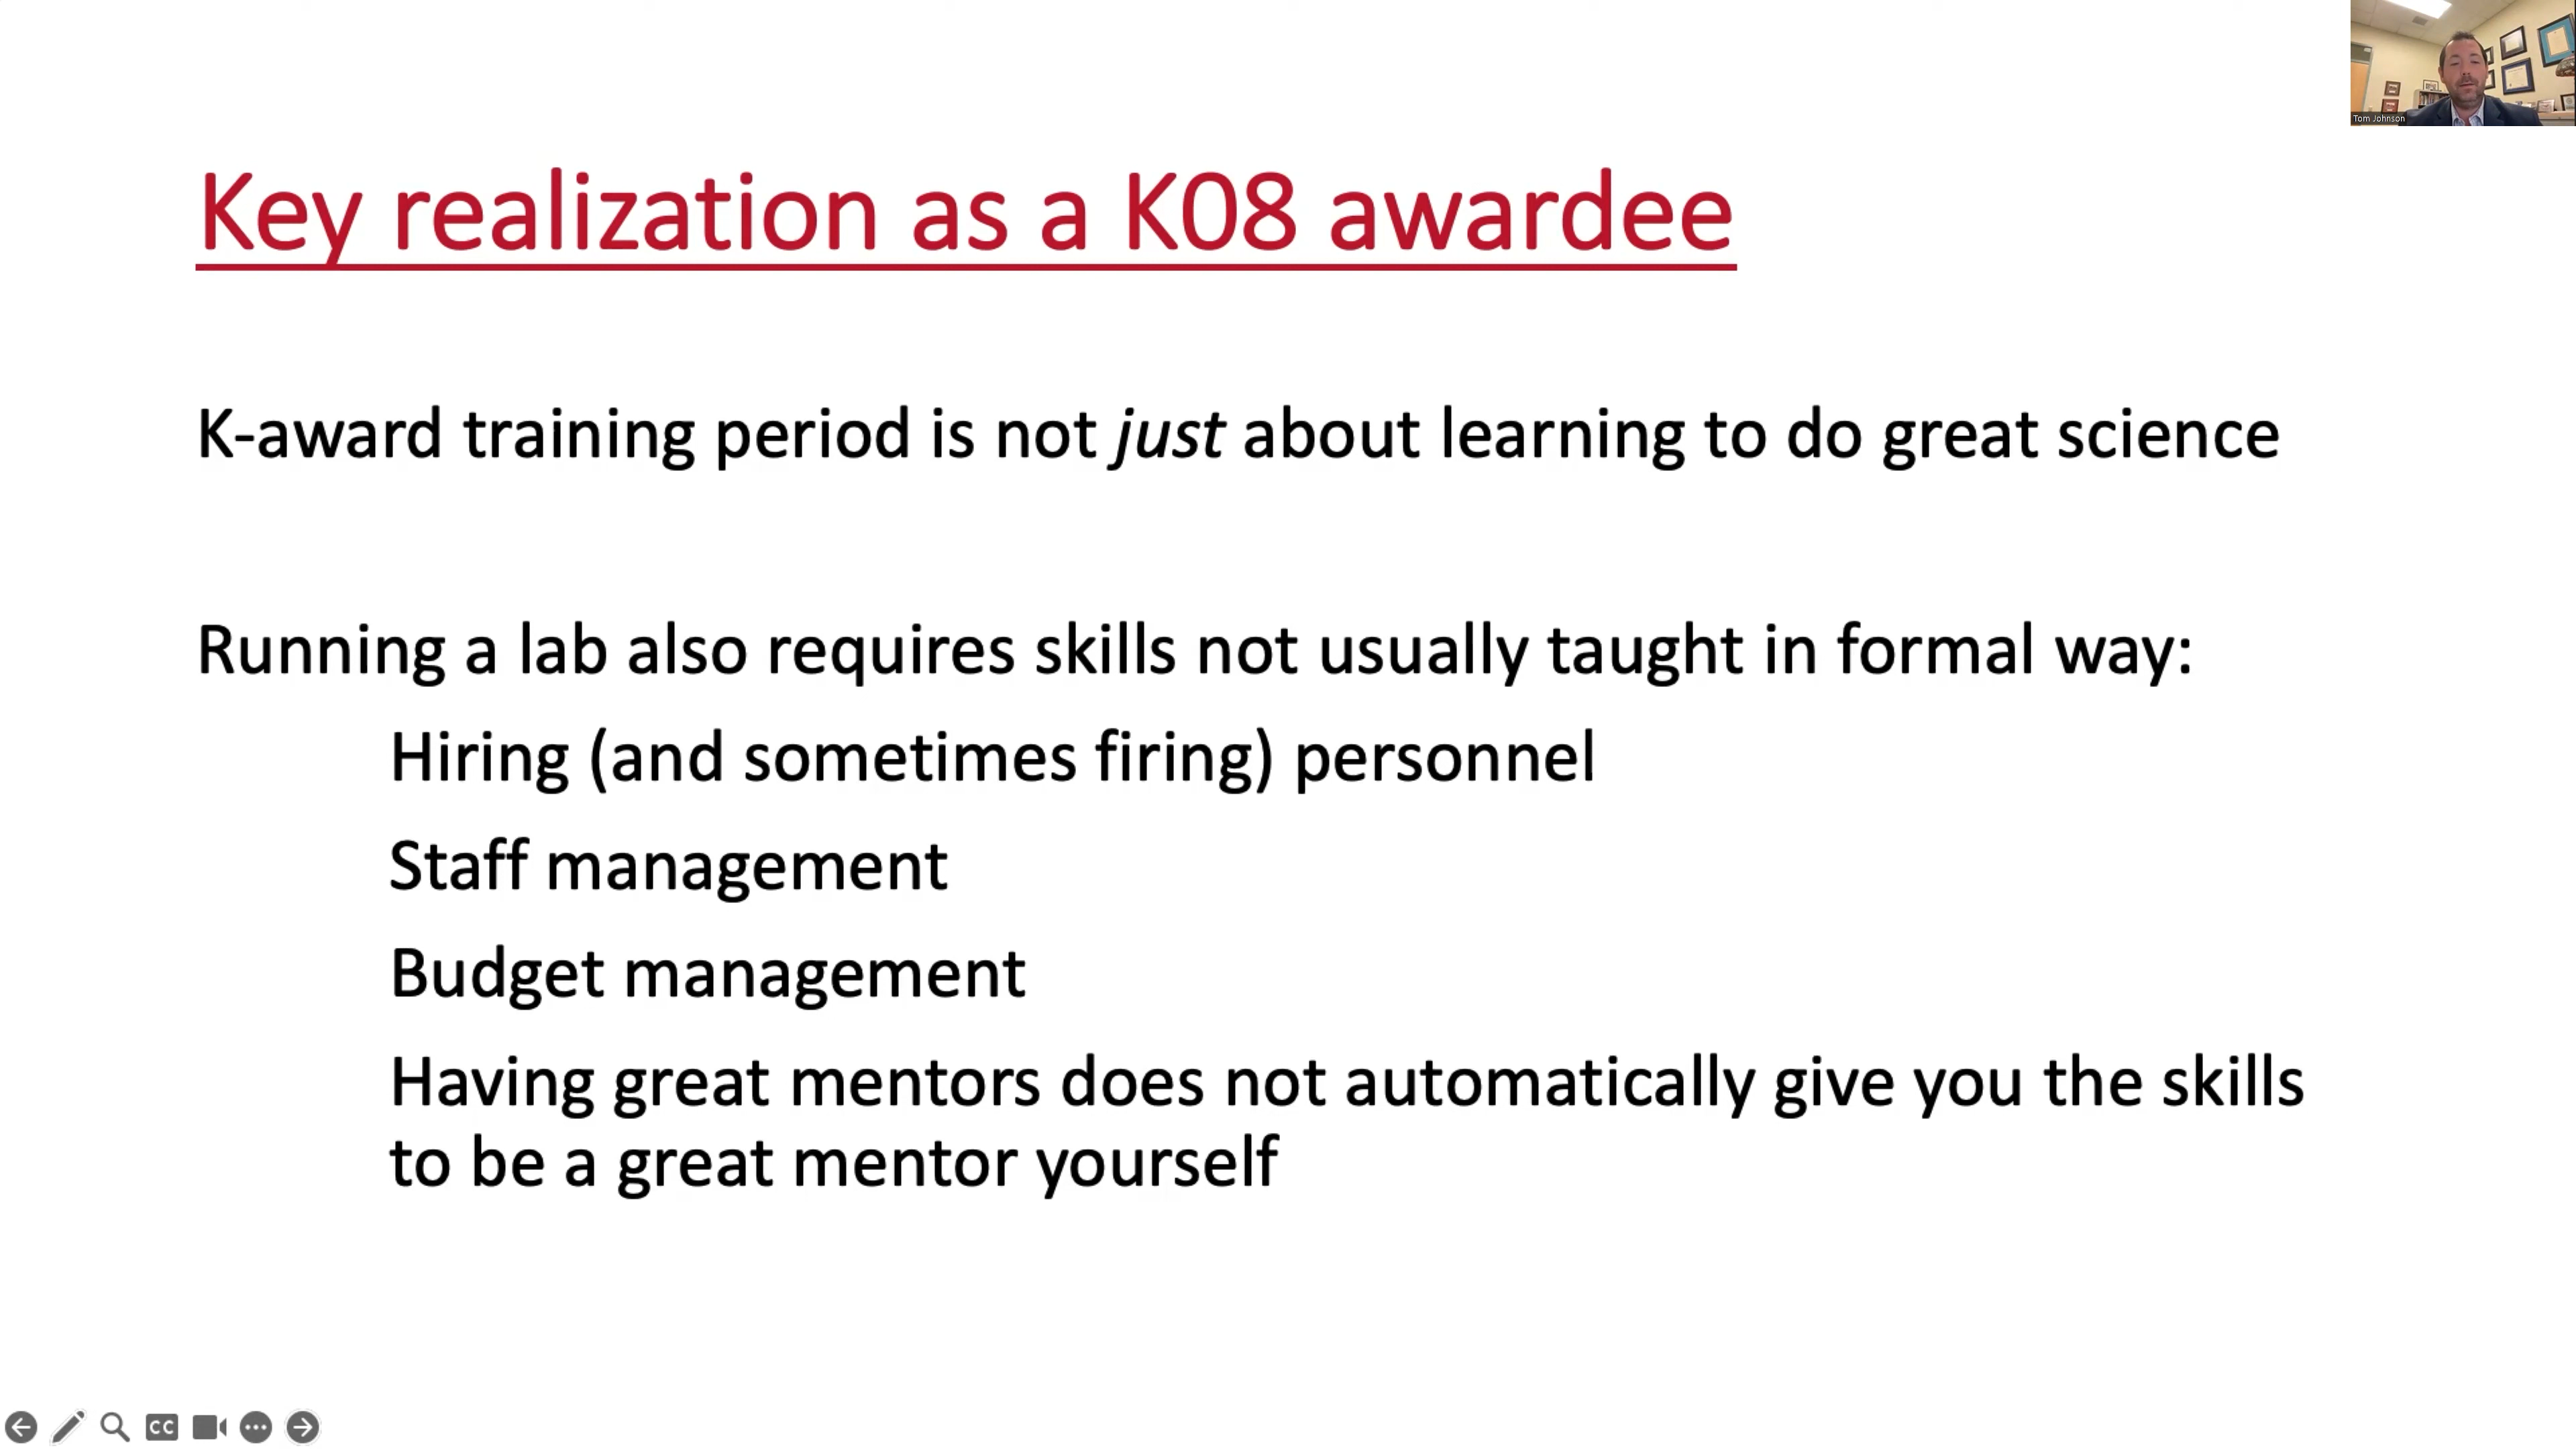 Tom Johnson
Key realization as a K08 awardee
K-award training period is not just about learning to do great science
Running a lab also requires skills not usually taught in formal way:
Hiring (and sometimes firing) personnel
Staff management
Budget management
Having great mentors does not automatically give you the skills
to be a great mentor yourself
CC